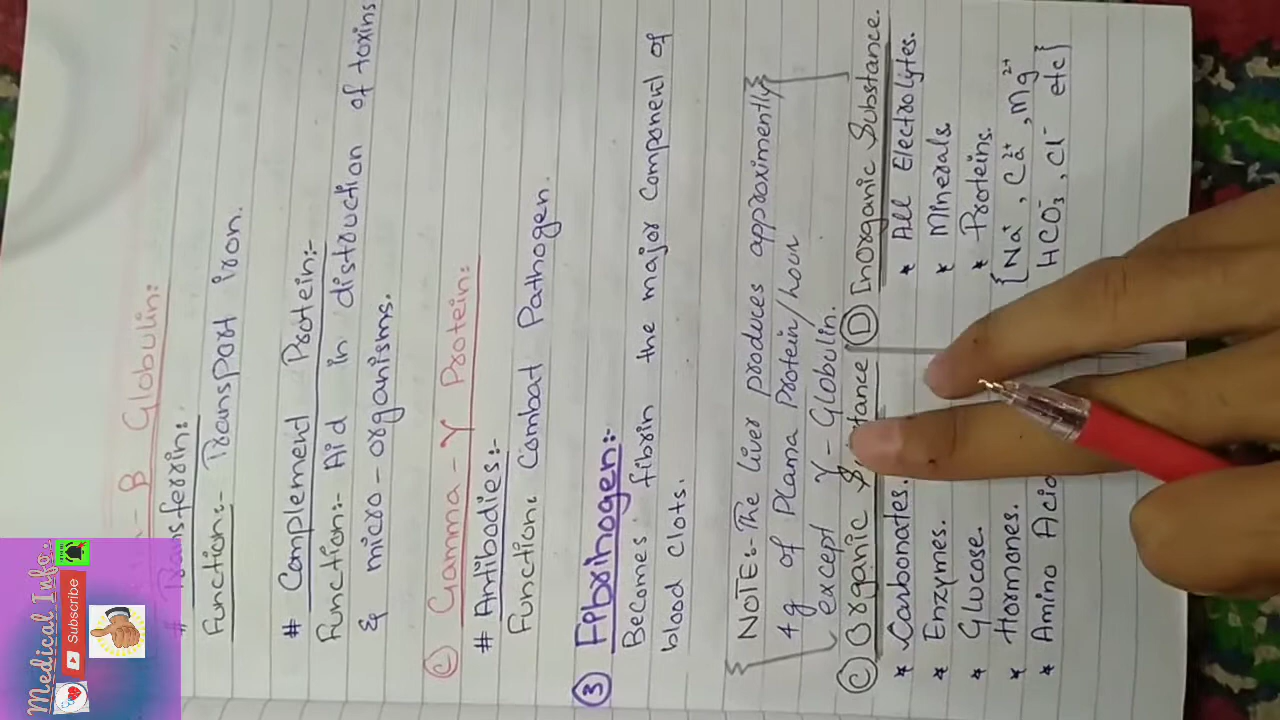 - B Globulin:
# Transferrin:
Function:- Transport iron.
# Complement Protein:-
Function:- Aid in distruction of toxins
& micro-organisms.
C Gamma-γ Protein:
# Antibodies:-
Function: Combat Pathogen.
3 Fibrinogen:-
Becomes fibrin the major component of
blood clots.
NOTE:- The liver produces approximently
4g of Plama Protein/hour
except γ-Globulin.
C Organic
* Carbonates.
* Enzymes.
* Glucose.
* Hormones.
* Amino
D Inorganic Substance.
* All Electrolytes.
* Minerals.
* Proteins.
{Na⁺, Ca²⁺, Mg²⁺
HCO₃⁻, Cl⁻ etc}
Medical Info:-
Subscribe